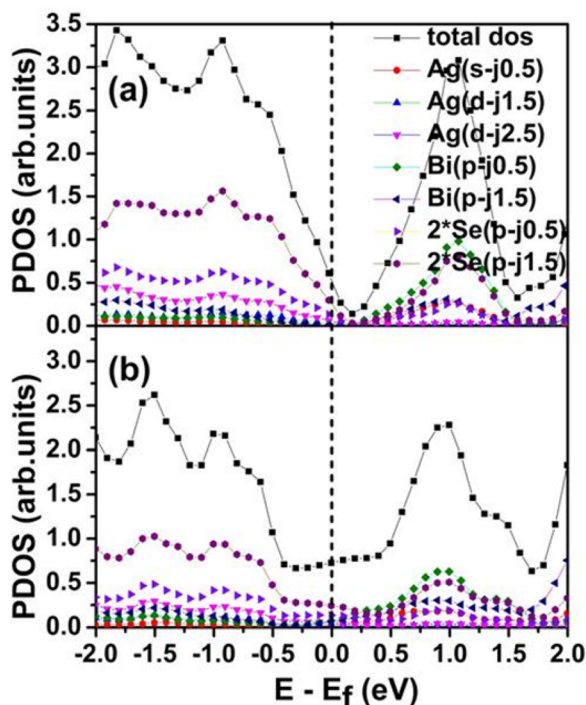 3.5
3.0
2.5
2.0
1.5
1.0
0.5
0.0
PDOS (arb.units)
(a)
total dos
Ag(s-j0.5)
Ag(d-j1.5)
Ag(d-j2.5)
Bi(p-j0.5)
Bi(p-j1.5)
2*Se(p-j0.5)
2*Se(p-j1.5)
2.5
2.0
1.5
1.0
0.5
0.0
PDOS (arb.units)
(b)
-2.0 -1.5 -1.0 -0.5 0.0 0.5 1.0 1.5 2.0
E - Ef (eV)